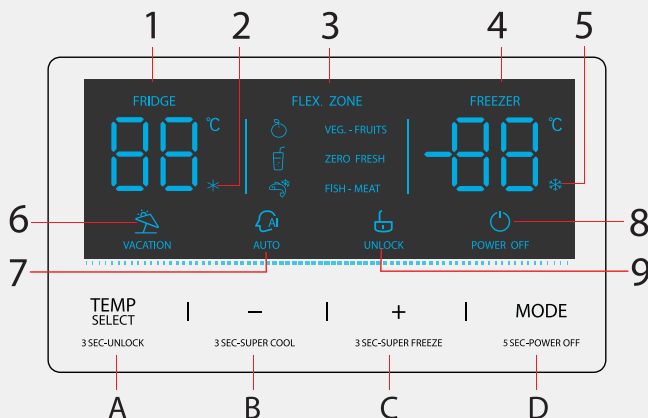 1 2 3 4 5
FRIDGE FLEX. ZONE FREEZER
88 °C VEG. - FRUITS -88 °C
ZERO FRESH
FISH - MEAT
6 8
VACATION AI AUTO UNLOCK POWER OFF
7 9
TEMP SELECT | − | + | MODE
3 SEC-UNLOCK 3 SEC-SUPER COOL 3 SEC-SUPER FREEZE 5 SEC-POWER OFF
A B C D